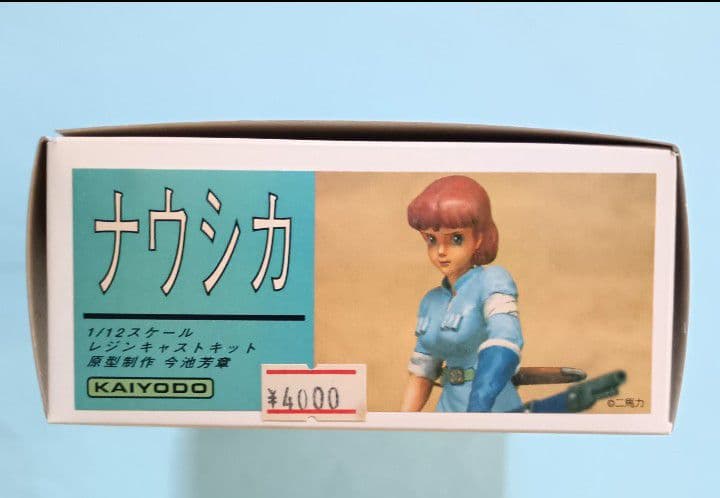 ナウシカ
1/12スケール
レジンキャストキット
原型制作 今池芳章
KAIYODO
¥4000
©二馬力